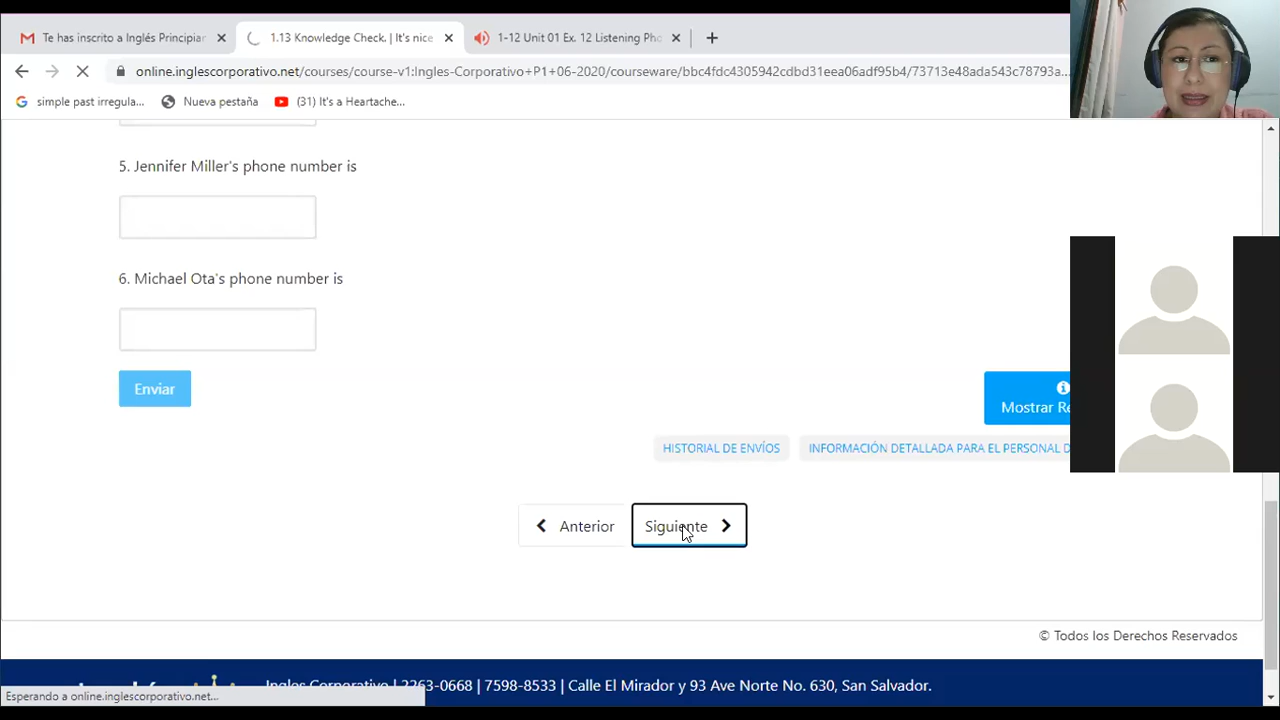 Te has inscrito a Inglés Principian
1.13 Knowledge Check. | It's nice
1-12 Unit 01 Ex. 12 Listening Pho
online.inglescorporativo.net/courses/course-v1:Ingles-Corporativo+P1+06-2020/courseware/bbc4fdc4305942cdbd31eea06adf95b4/73713e48ada543c78793a...
simple past irregula...
Nueva pestaña
(31) It's a Heartache...
5. Jennifer Miller's phone number is
6. Michael Ota's phone number is
Enviar
Mostrar Re
HISTORIAL DE ENVÍOS
INFORMACIÓN DETALLADA PARA EL PERSONAL D
Anterior
Siguiente
© Todos los Derechos Reservados
Ingles Corporativo | 2263-0668 | 7598-8533 | Calle El Mirador y 93 Ave Norte No. 630, San Salvador.
Esperando a online.inglescorporativo.net...